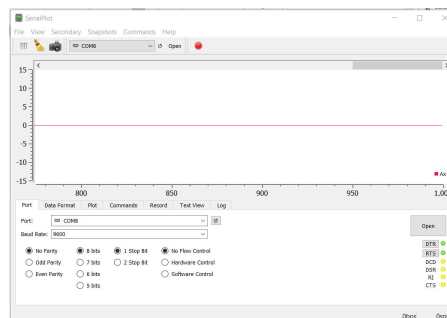 SerialPlot
File View Secondary Snapshots Commands Help
COM8 Open
15
10
5
0
-5
-10
-15
800 850 900 950 1.00
Port Data Format Plot Commands Record Text View Log
Port: COM8
Baud Rate: 9600
Open
No Parity 8 bits 1 Stop Bit No Flow Control
Odd Parity 7 bits 2 Stop Bit Hardware Control
Even Parity 6 bits Software Control
5 bits
DTR
RTS
DCD
DSR
RI
CTS
0bps